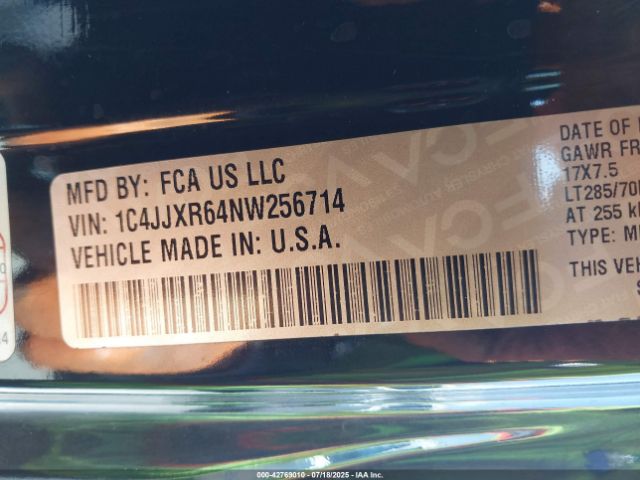 MFD BY: FCA US LLC
VIN: 1C4JJXR64NW256714
VEHICLE MADE IN: U.S.A.
DATE OF
GAWR FR
17X7.5
LT285/70
AT 255
TYPE:
THIS VEH
000-42769010 - 07/18/2025 - IAA Inc.